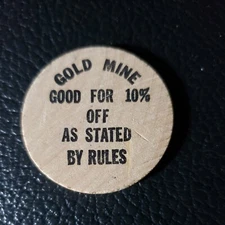 GOLD MINE
GOOD FOR 10%
OFF
AS STATED
BY RULES